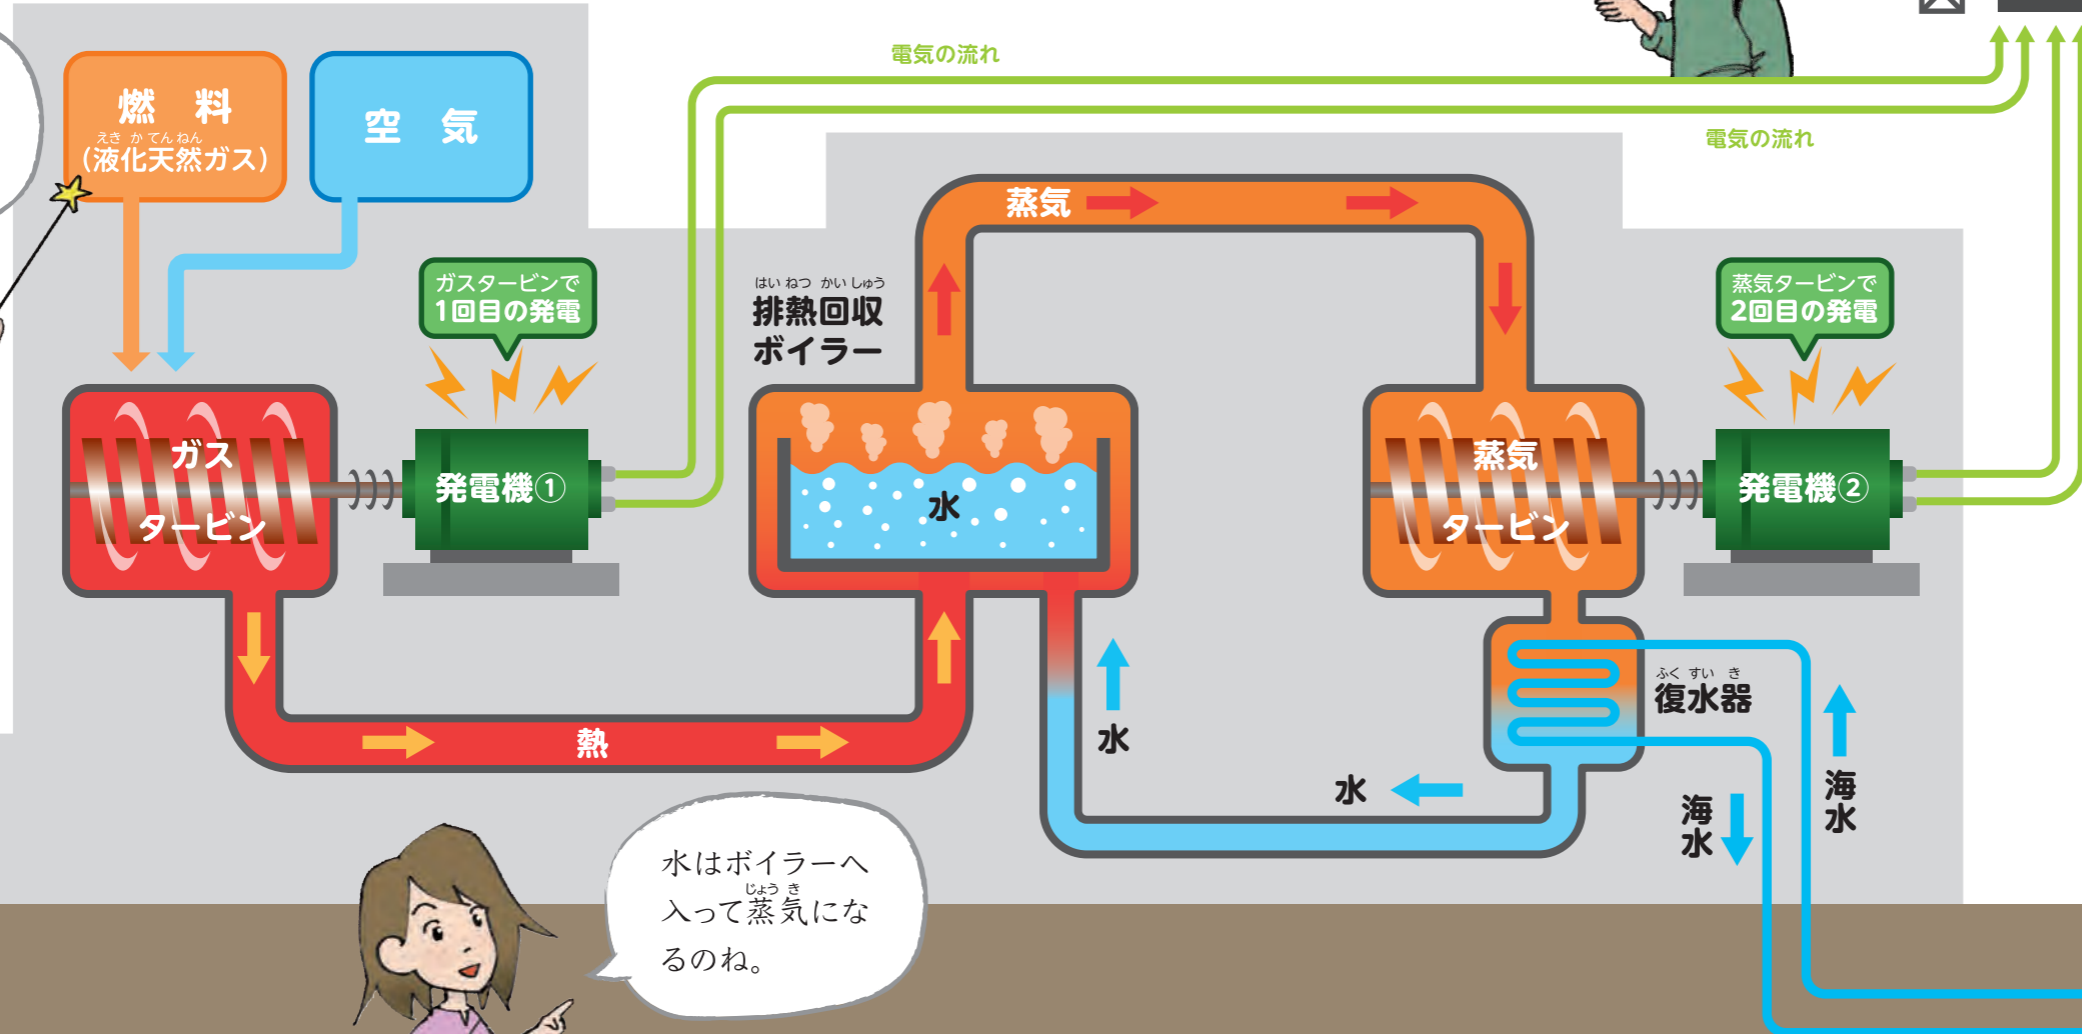 電気の流れ
燃 料
えき か てん ねん
(液化天然ガス)
空 気
電気の流れ
蒸気
ガスタービンで
1回目の発電
はい ねつ かい しゅう
排熱回収
ボイラー
蒸気タービンで
2回目の発電
ガス
タービン
発電機①
水
蒸気
タービン
発電機②
ふく すい き
復水器
熱
水
水
海水
海水
水はボイラーへ
じょう き
入って蒸気にな
るのね。